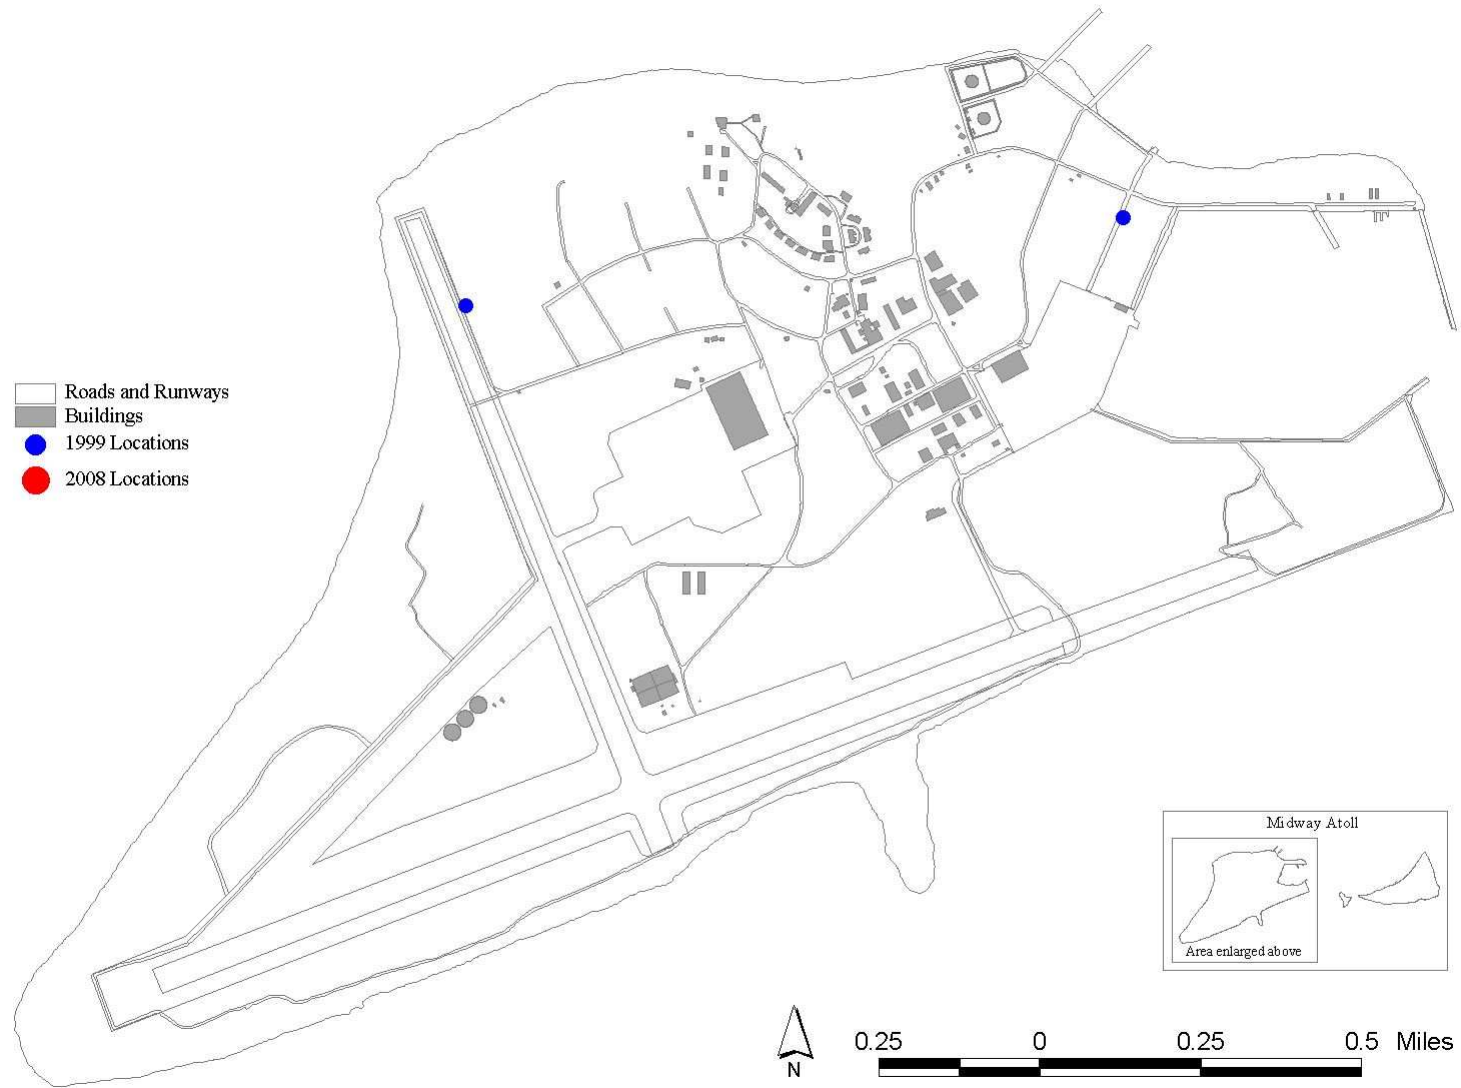 Roads and Runways
Buildings
1999 Locations
2008 Locations
Midway Atoll
Area enlarged above
N
0.25 0 0.25 0.5 Miles